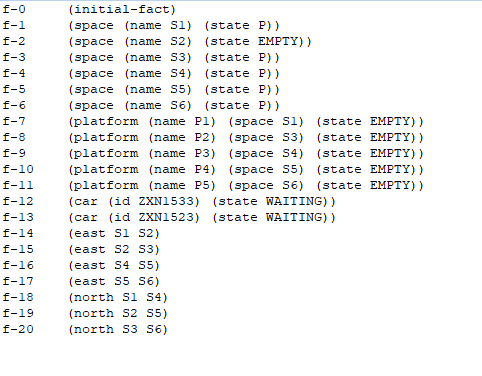 f-0 (initial-fact)
f-1 (space (name S1) (state P))
f-2 (space (name S2) (state EMPTY))
f-3 (space (name S3) (state P))
f-4 (space (name S4) (state P))
f-5 (space (name S5) (state P))
f-6 (space (name S6) (state P))
f-7 (platform (name P1) (space S1) (state EMPTY))
f-8 (platform (name P2) (space S3) (state EMPTY))
f-9 (platform (name P3) (space S4) (state EMPTY))
f-10 (platform (name P4) (space S5) (state EMPTY))
f-11 (platform (name P5) (space S6) (state EMPTY))
f-12 (car (id ZXN1533) (state WAITING))
f-13 (car (id ZXN1523) (state WAITING))
f-14 (east S1 S2)
f-15 (east S2 S3)
f-16 (east S4 S5)
f-17 (east S5 S6)
f-18 (north S1 S4)
f-19 (north S2 S5)
f-20 (north S3 S6)